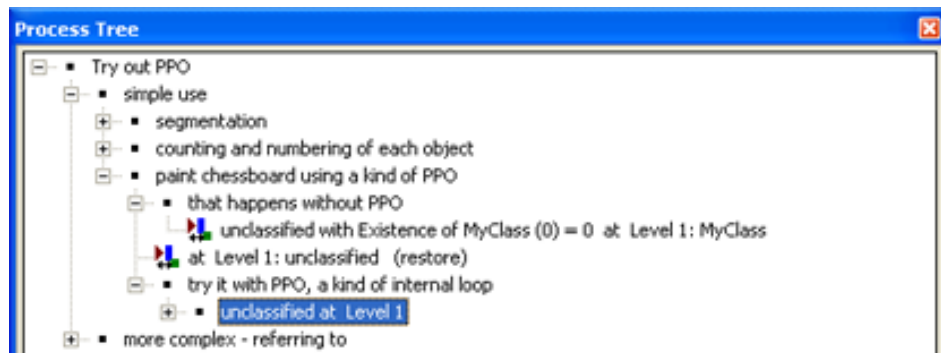 Process Tree
Try out PPO
simple use
segmentation
counting and numbering of each object
paint chessboard using a kind of PPO
that happens without PPO
unclassified with Existence of MyClass (0) = 0 at Level 1: MyClass
at Level 1: unclassified (restore)
try it with PPO, a kind of internal loop
unclassified at Level 1
more complex - referring to